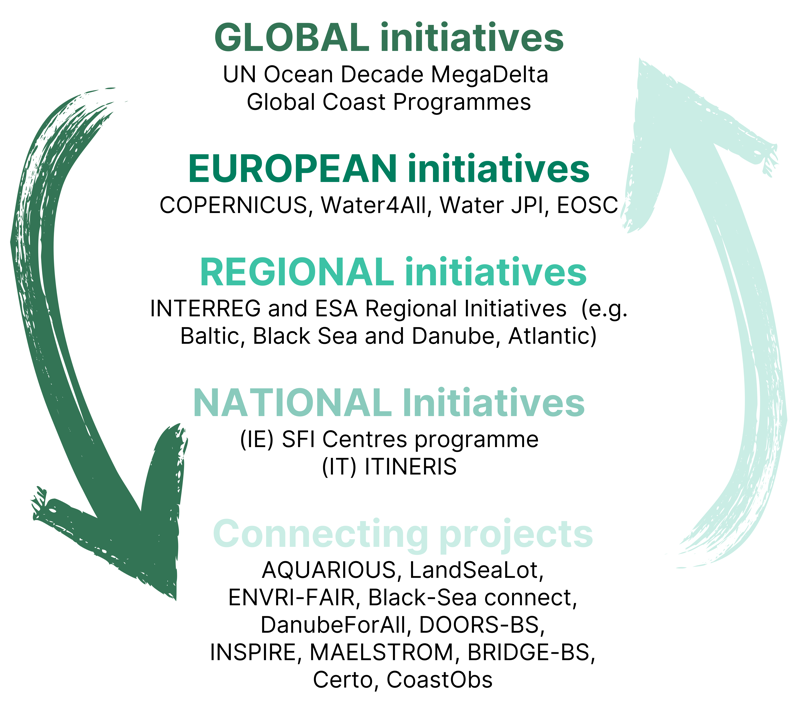 GLOBAL initiatives
UN Ocean Decade MegaDelta
Global Coast Programmes
EUROPEAN initiatives
COPERNICUS, Water4All, Water JPI, EOSC
REGIONAL initiatives
INTERREG and ESA Regional Initiatives (e.g.
Baltic, Black Sea and Danube, Atlantic)
NATIONAL Initiatives
(IE) SFI Centres programme
(IT) ITINERIS
Connecting projects
AQUARIOUS, LandSeaLot,
ENVRI-FAIR, Black-Sea connect,
DanubeForAll, DOORS-BS,
INSPIRE, MAELSTROM, BRIDGE-BS,
Certo, CoastObs